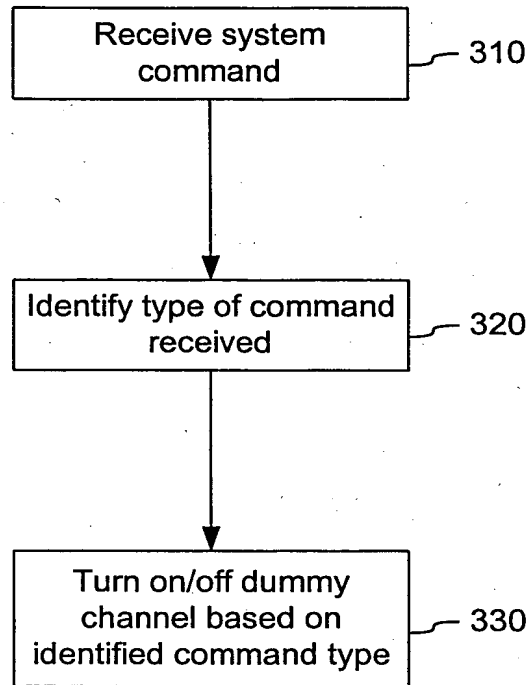 Receive system
command
310
Identify type of command
received
320
Turn on/off dummy
channel based on
identified command type
330